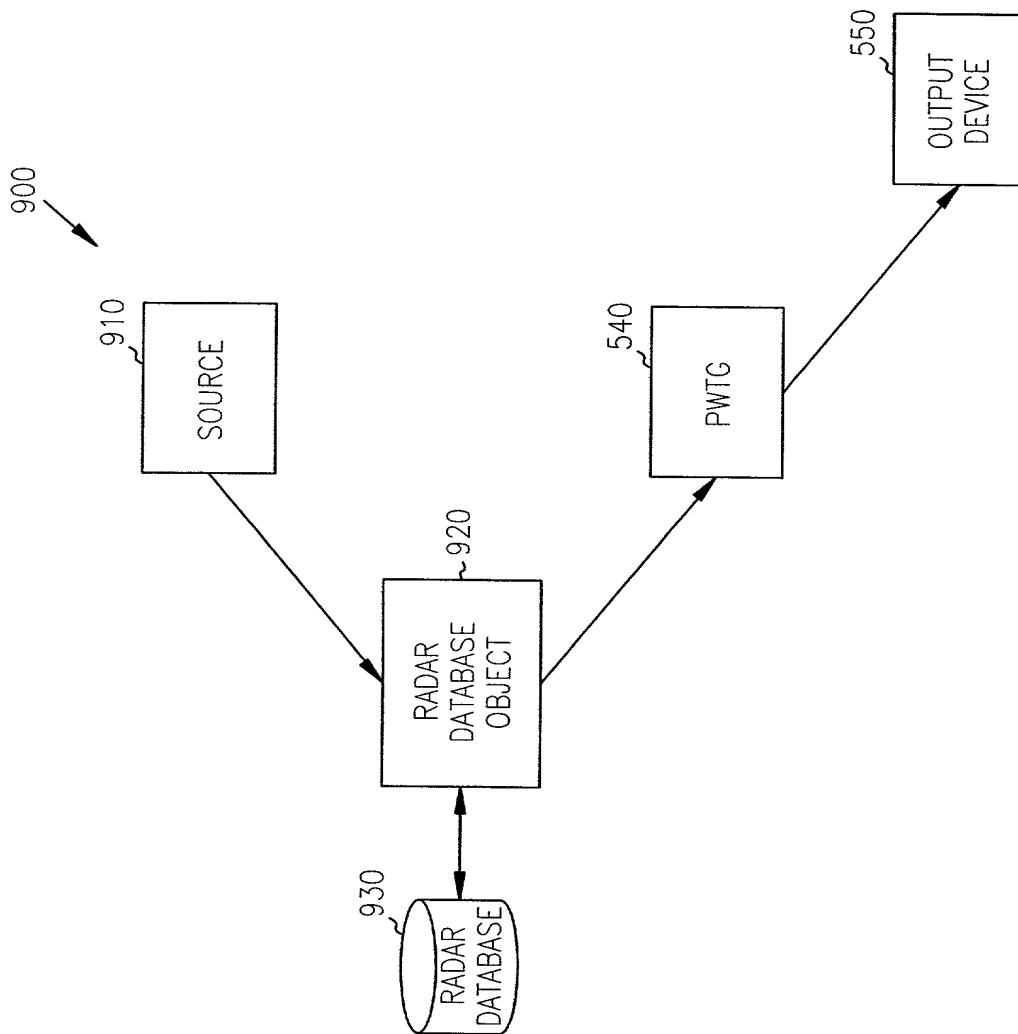 900
910
SOURCE
920
RADAR
DATABASE
OBJECT
930
RADAR
DATABASE
540
PWTG
550
OUTPUT
DEVICE